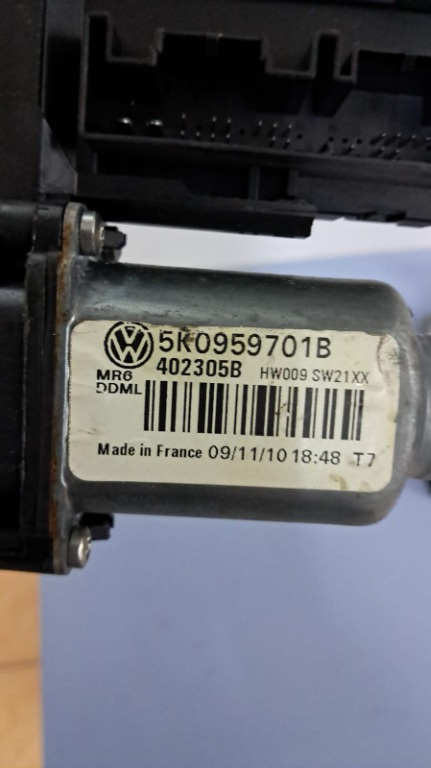 5K0959701B
402305B HW009 SW21XX
MR6
DDML
Made in France 09/11/10 18:48 T7